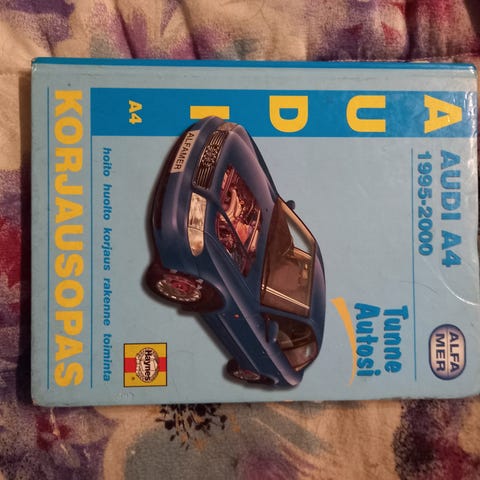 ALFA
MER
AUDI A4
1995-2000
Tunne
Autosi
AUDI
A4
ALFAMER
hoito huolto korjaus rakenne toiminta
Haynes
KORJAUSOPAS